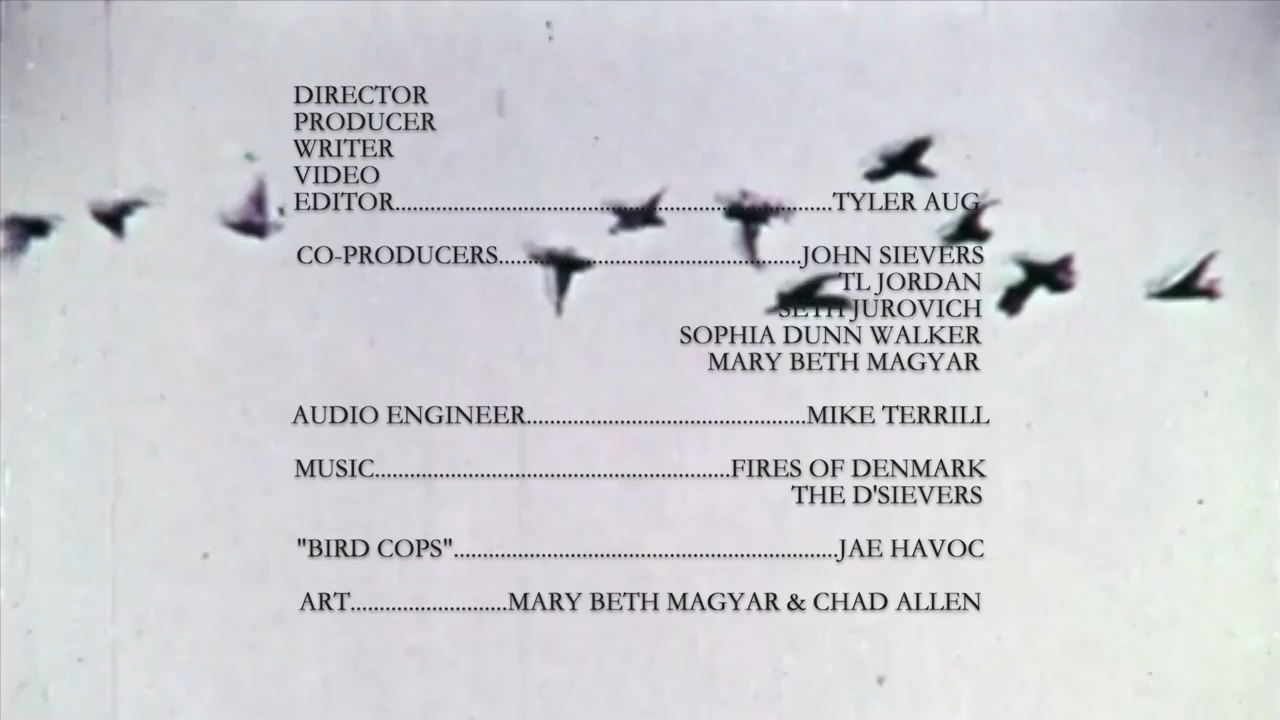 DIRECTOR
PRODUCER
WRITER
VIDEO
EDITOR..........................................................................TYLER AUG
CO-PRODUCERS....................................................JOHN SIEVERS
TL JORDAN
SETH JUROVICH
SOPHIA DUNN WALKER
MARY BETH MAGYAR
AUDIO ENGINEER................................................MIKE TERRILL
MUSIC.............................................................FIRES OF DENMARK
THE D'SIEVERS
"BIRD COPS".................................................................JAE HAVOC
ART...........................MARY BETH MAGYAR & CHAD ALLEN